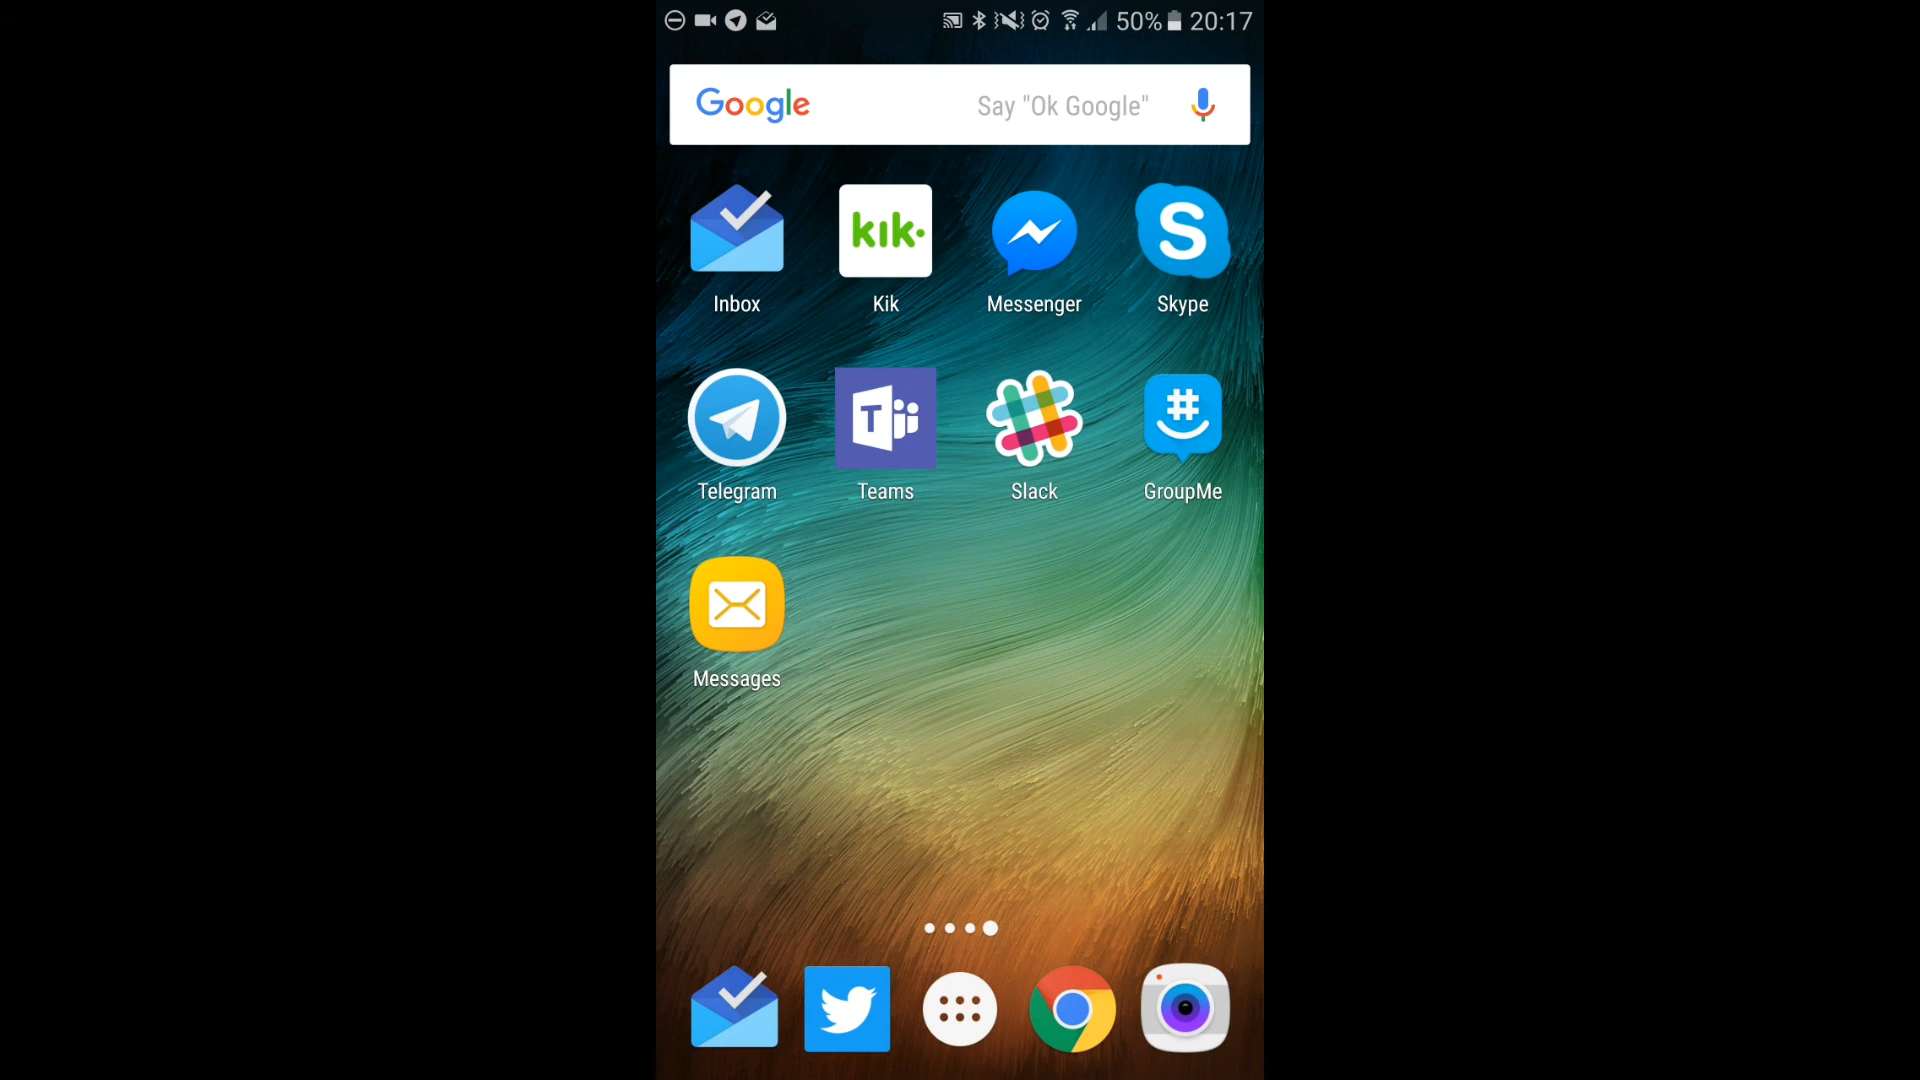 50% 20:17
Google Say "Ok Google"
kik.
S
Inbox Kik Messenger Skype
T #
Telegram Teams Slack GroupMe
Messages